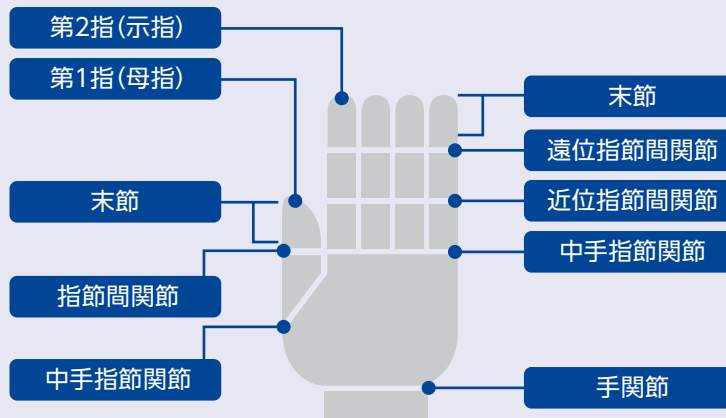 第2指(示指)
第1指(母指)
末節
指節間関節
中手指節関節
末節
遠位指節間関節
近位指節間関節
中手指節関節
手関節